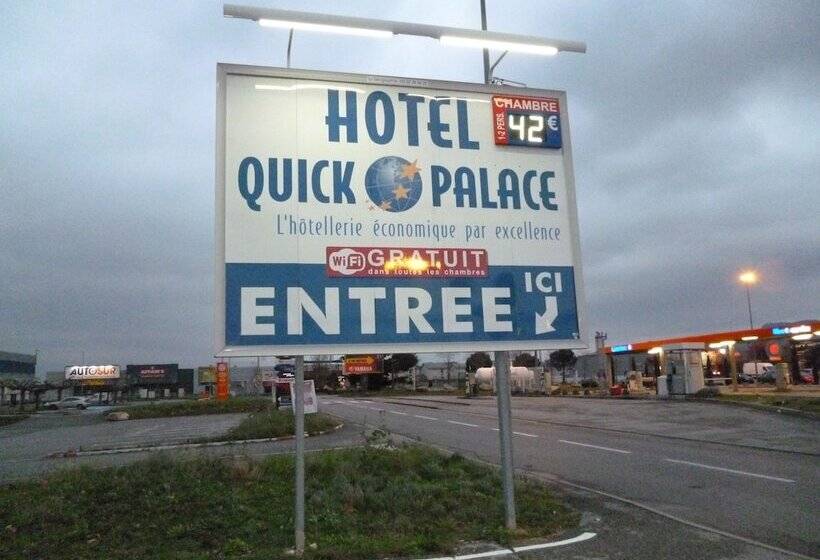 HOTEL
CHAMBRE
1-2 PERS.
42€
QUICK PALACE
L'hôtellerie économique par excellence
WiFi GRATUIT
dans toutes les chambres
ENTREE ICI
AUTOSUR
YAMAHA